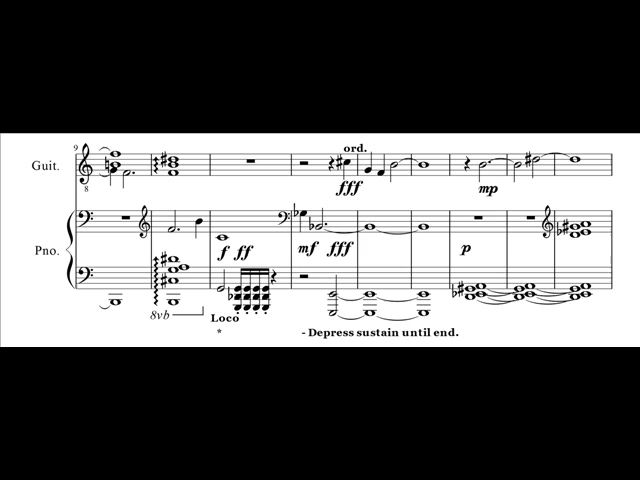 9
Guit.
8
ord.
fff
mp
Pno.
f ff
mf fff
p
8vb
Loco
*
- Depress sustain until end.